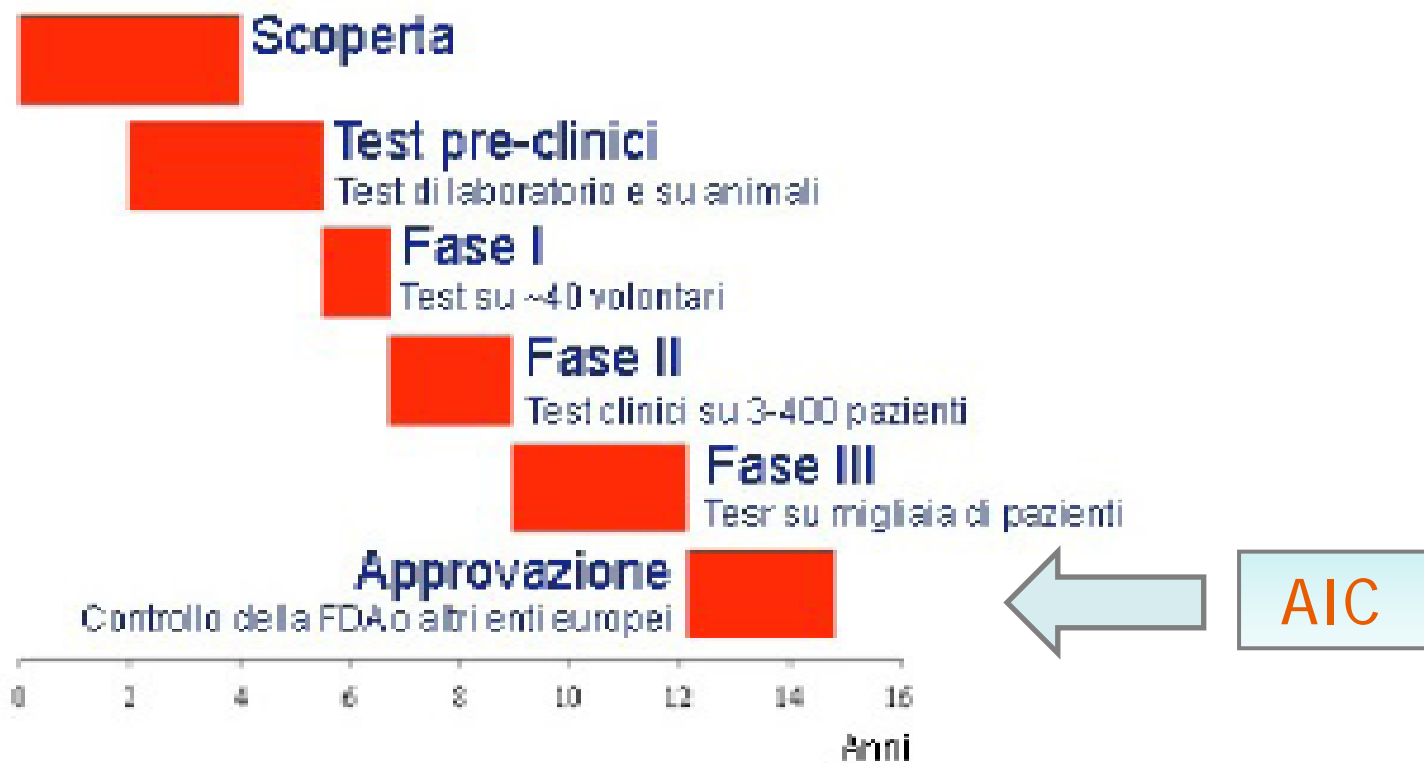 Scoperta
Test pre-clinici
Test di laboratorio e su animali
Fase I
Test su ~40 volontari
Fase II
Test clinici su 3-400 pazienti
Fase III
Tesr su migliaia di pazienti
Approvazione
Controllo della FDA o altri enti europei
AIC
0 2 4 6 8 10 12 14 16
Anni